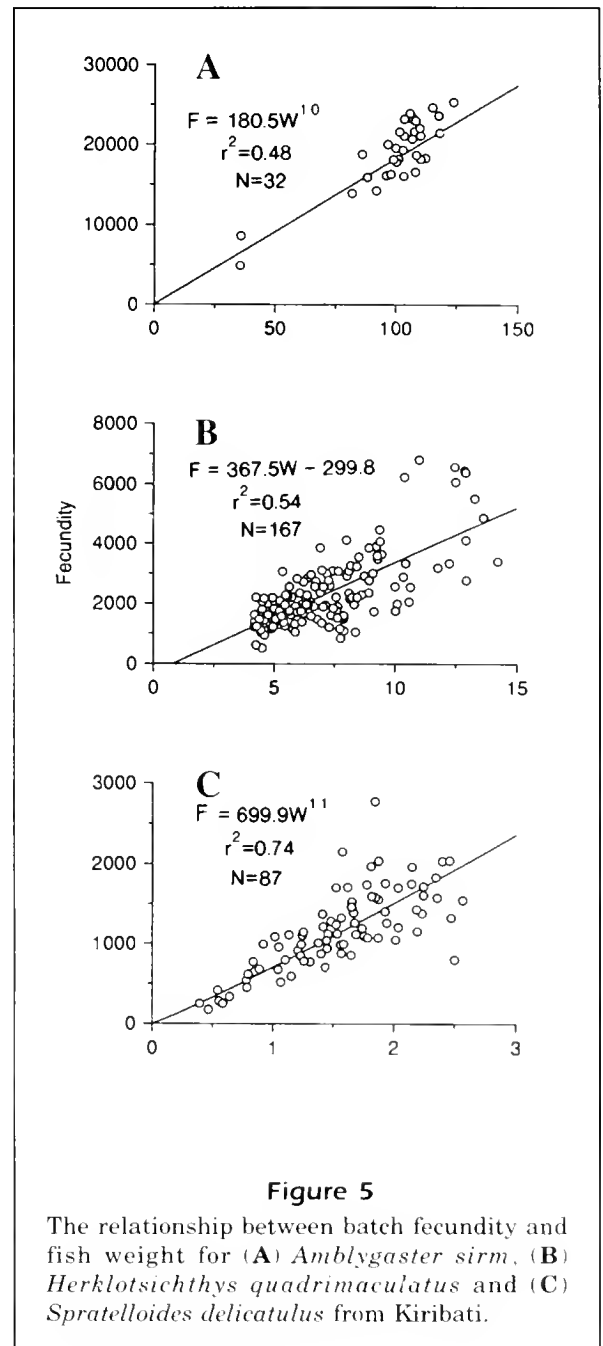 30000
20000
10000
0
A
F = 180.5W^1 0
r^2=0.48
N=32
0 50 100 150
Fecundity
8000
6000
4000
2000
0
B
F = 367.5W − 299.8
r^2=0.54
N=167
0 5 10 15
3000
2000
1000
0
C
F = 699.9W^1 1
r^2=0.74
N=87
0 1 2 3
Figure 5
The relationship between batch fecundity and
fish weight for (A) Amblygaster sirm, (B)
Herklotsichthys quadrimaculatus and (C)
Spratelloides delicatulus from Kiribati.